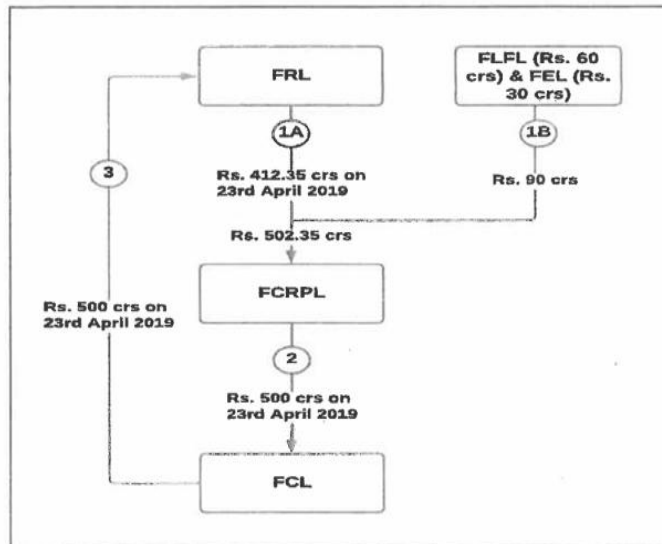 FRL
FLFL (Rs. 60
crs) & FEL (Rs.
30 crs)
1A
1B
3
Rs. 412.35 crs on
23rd April 2019
Rs. 90 crs
Rs. 502.35 crs
FCRPL
Rs. 500 crs on
23rd April 2019
2
Rs. 500 crs on
23rd April 2019
FCL